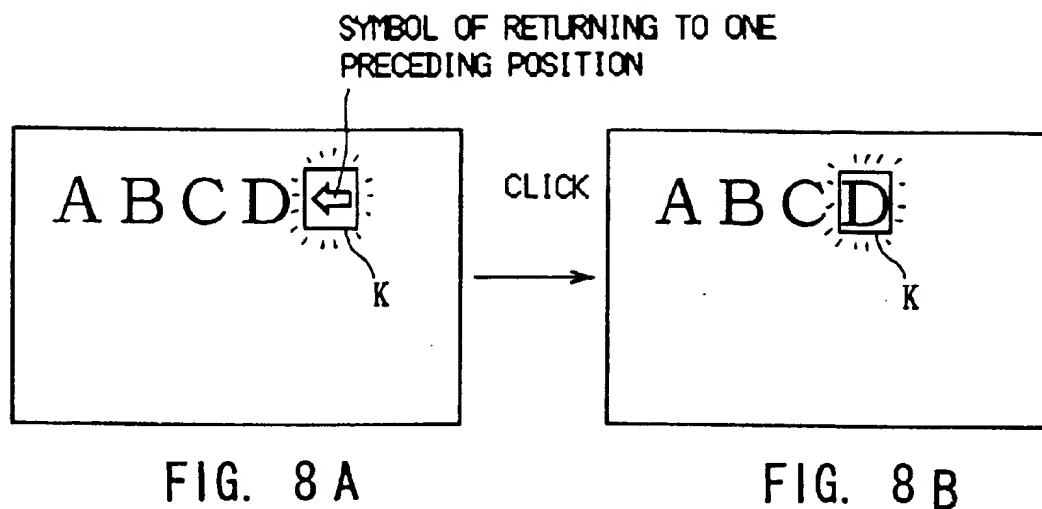 SYMBOL OF RETURNING TO ONE
PRECEDING POSITION
A B C D
K
CLICK
A B C D
K
FIG. 8 A
FIG. 8 B